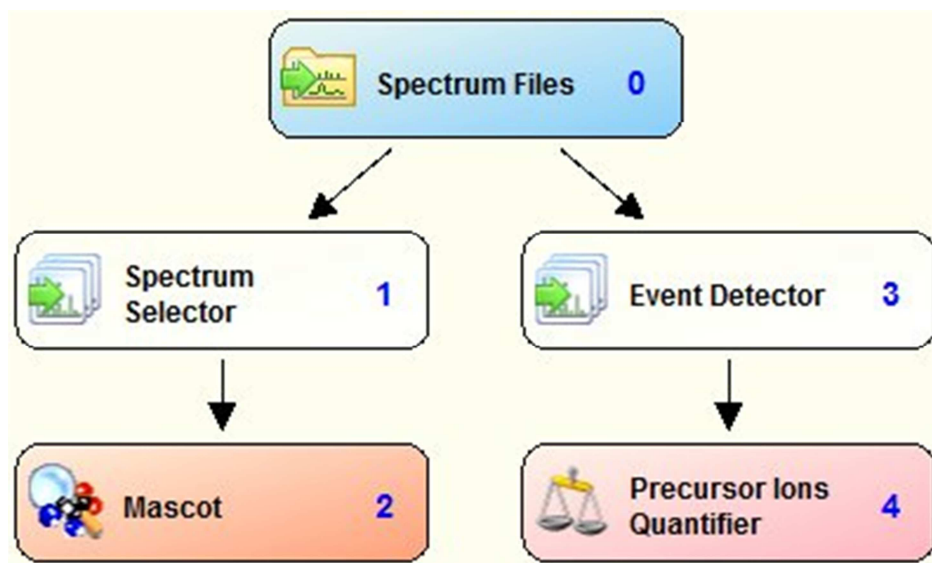 Spectrum Files 0
Spectrum
Selector 1
Event Detector 3
Mascot 2
Precursor Ions
Quantifier 4